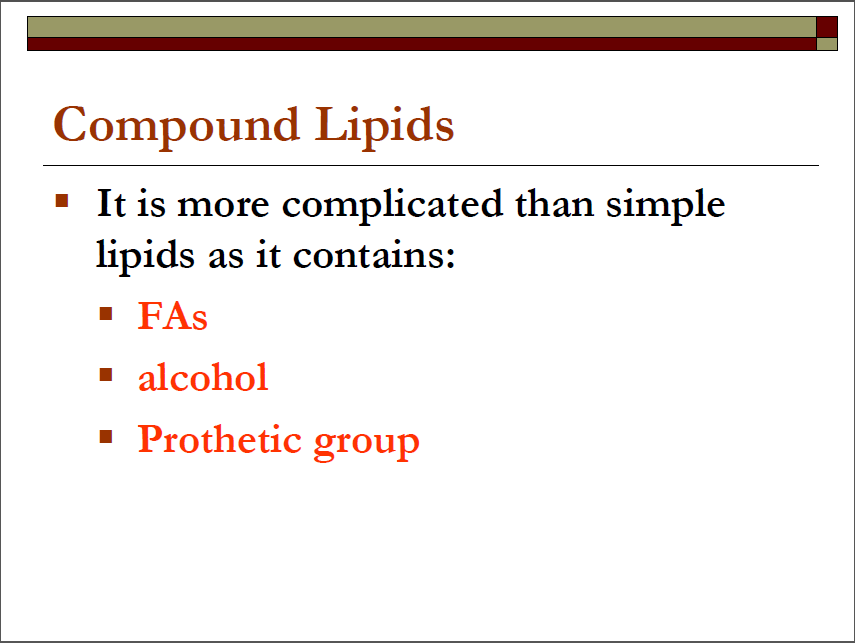 Compound Lipids
It is more complicated than simple
lipids as it contains:
FAs
alcohol
Prothetic group